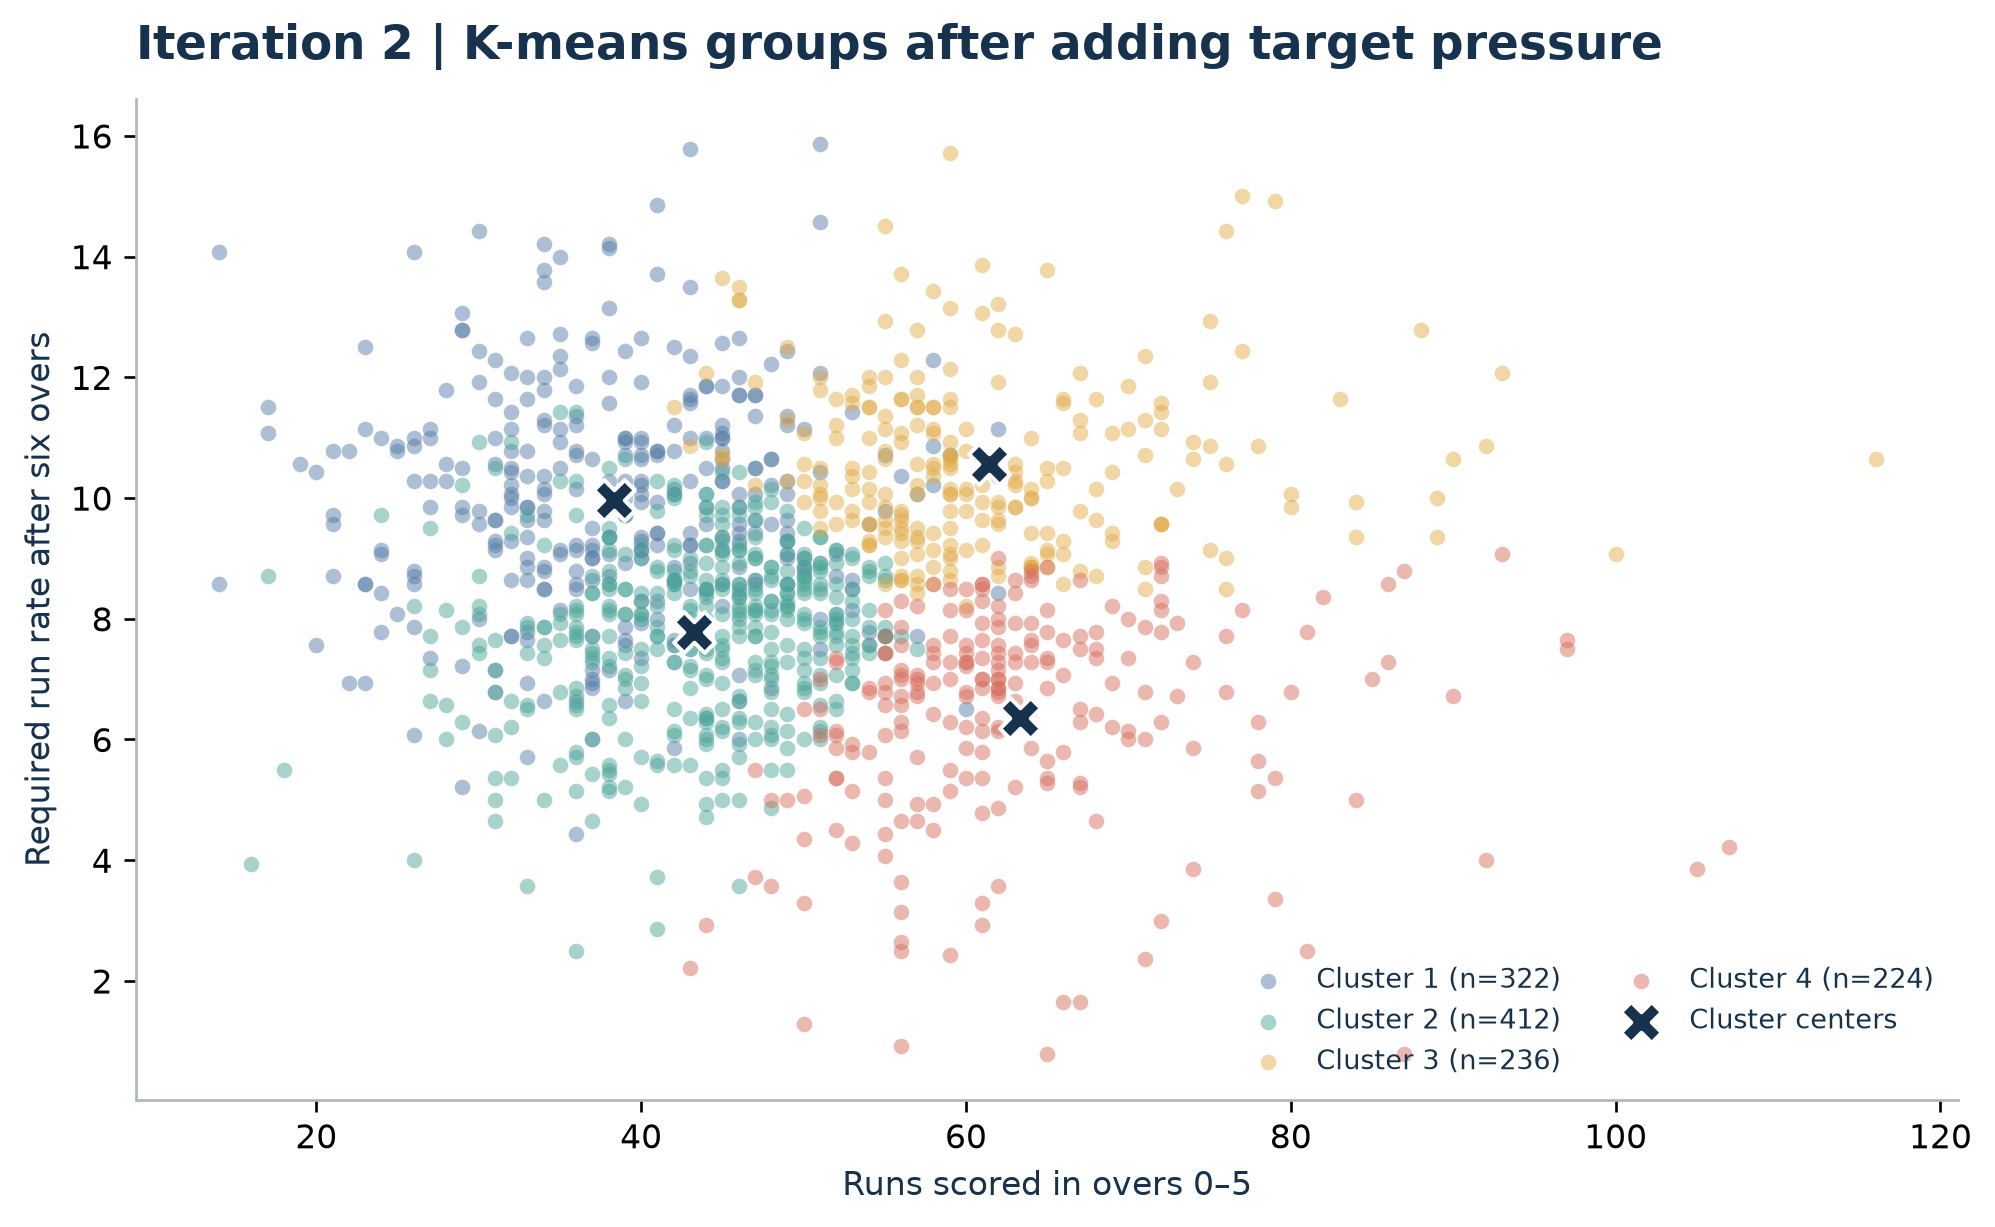 Iteration 2 | K-means groups after adding target pressure
Required run rate after six overs
16
14
12
10
8
6
4
2
20
40
60
80
100
120
Runs scored in overs 0–5
Cluster 1 (n=322)
Cluster 2 (n=412)
Cluster 3 (n=236)
Cluster 4 (n=224)
Cluster centers